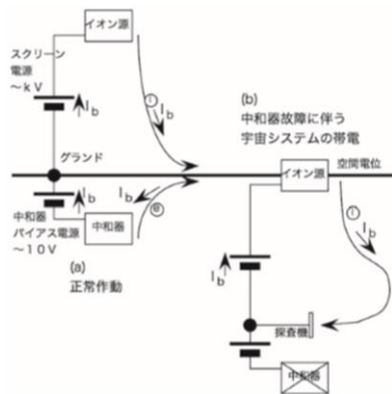 イオン源
スクリーン
電源
～kV
Ib
i
Ib
(b)
中和器故障に伴う
宇宙システムの帯電
グランド
イオン源
空間電位
Ib
Ib
e
中和器
バイアス電源
～10V
中和器
(a)
正常作動
i
Ib
Ib
探査機
中和器